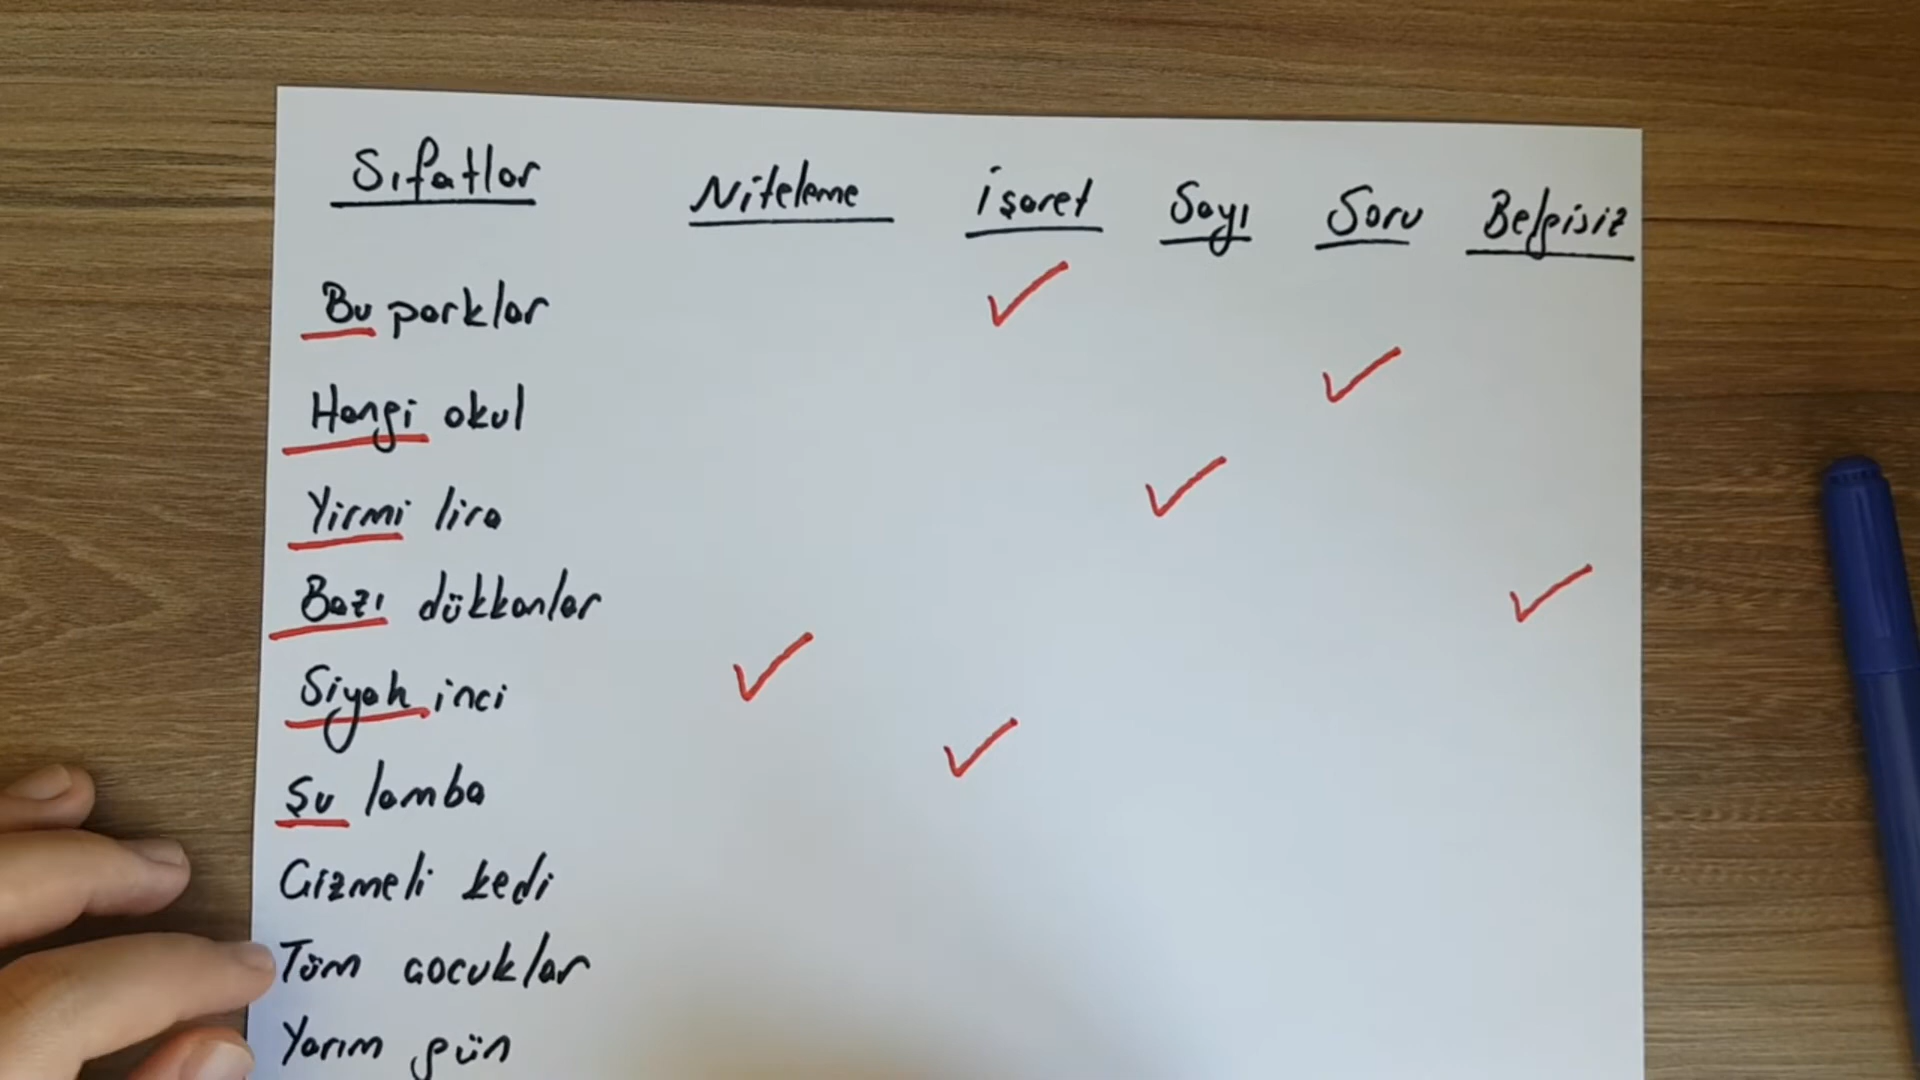 Sıfatlar Niteleme işaret Sayı Soru Belgisiz
Bu parklar
Hangi okul
Yirmi lira
Bazı dükkanlar
Siyah inci
Şu lamba
Çizmeli kedi
Tüm çocuklar
Yarım gün